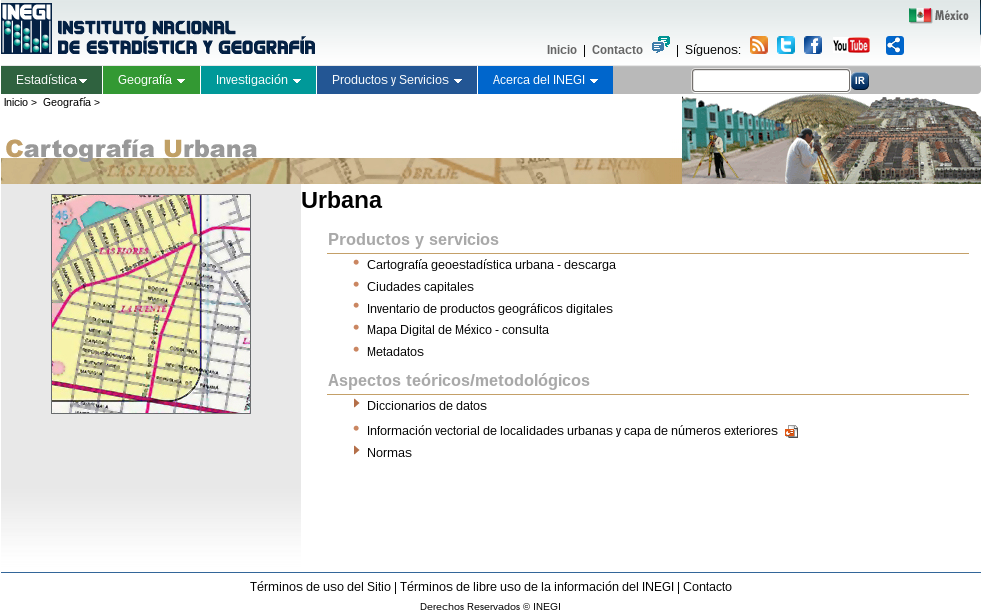 INEGI
INSTITUTO NACIONAL
DE ESTADÍSTICA Y GEOGRAFÍA
México
Inicio | Contacto | Síguenos: You Tube
Estadística Geografía Investigación Productos y Servicios Acerca del INEGI IR
Inicio > Geografía >
Cartografía Urbana
LAS FLORES OBRAJE EL ENCINO
Urbana
45
LAS FLORES
LA FUENTE
Productos y servicios
Cartografía geoestadística urbana - descarga
Ciudades capitales
Inventario de productos geográficos digitales
Mapa Digital de México - consulta
Metadatos
Aspectos teóricos/metodológicos
Diccionarios de datos
Información vectorial de localidades urbanas y capa de números exteriores
Normas
Términos de uso del Sitio | Términos de libre uso de la información del INEGI | Contacto
Derechos Reservados © INEGI